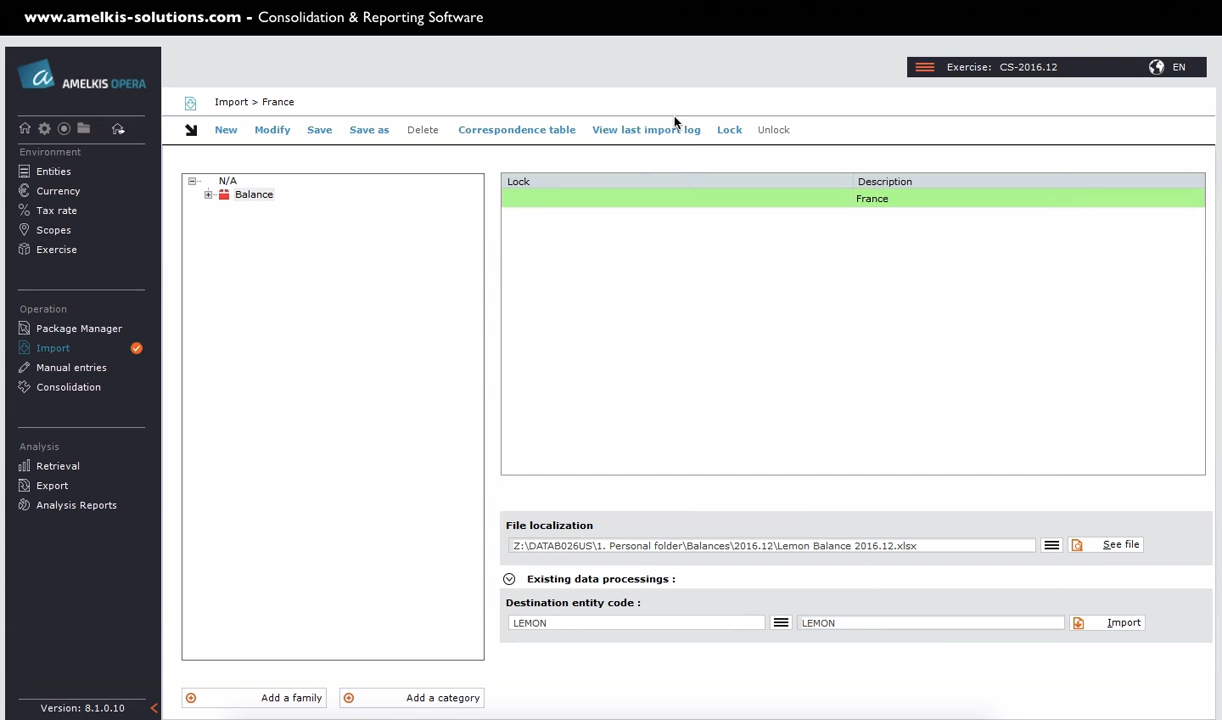 www.amelkis-solutions.com - Consolidation & Reporting Software
AMELKIS OPERA
Exercise: CS-2016.12 EN
Import > France
New Modify Save Save as Delete Correspondence table View last import log Lock Unlock
Environment
Entities
Currency
Tax rate
Scopes
Exercise
Operation
Package Manager
Import
Manual entries
Consolidation
Analysis
Retrieval
Export
Analysis Reports
Version: 8.1.0.10
N/A
Balance
Add a family Add a category
Lock Description
France
File localization
Z:\DATAB026US\1. Personal folder\Balances\2016.12\Lemon Balance 2016.12.xlsx See file
Existing data processings :
Destination entity code :
LEMON LEMON Import